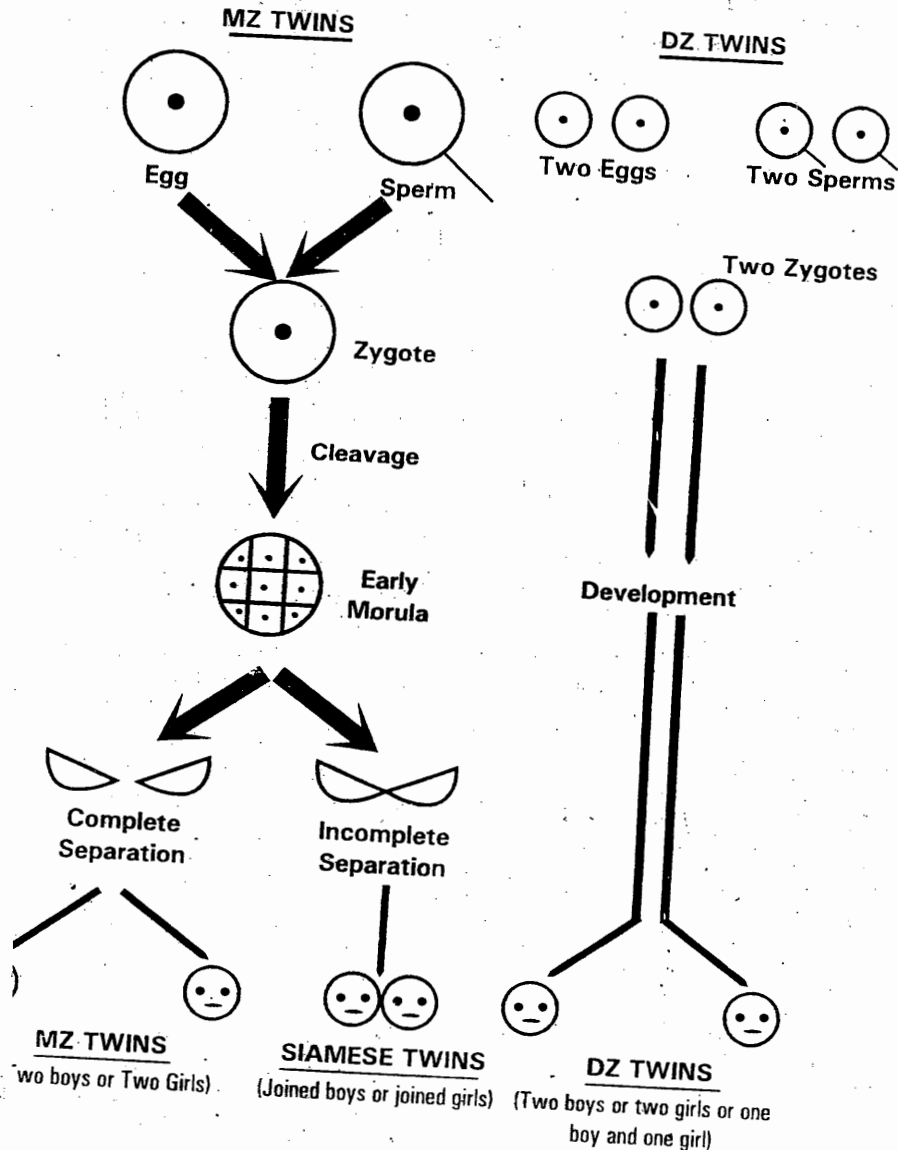 MZ TWINS
DZ TWINS
Egg
Sperm
Two Eggs
Two Sperms
Two Zygotes
Zygote
Cleavage
Early
Morula
Development
Complete
Separation
Incomplete
Separation
MZ TWINS
wo boys or Two Girls)
SIAMESE TWINS
(Joined boys or joined girls)
DZ TWINS
(Two boys or two girls or one
boy and one girl)